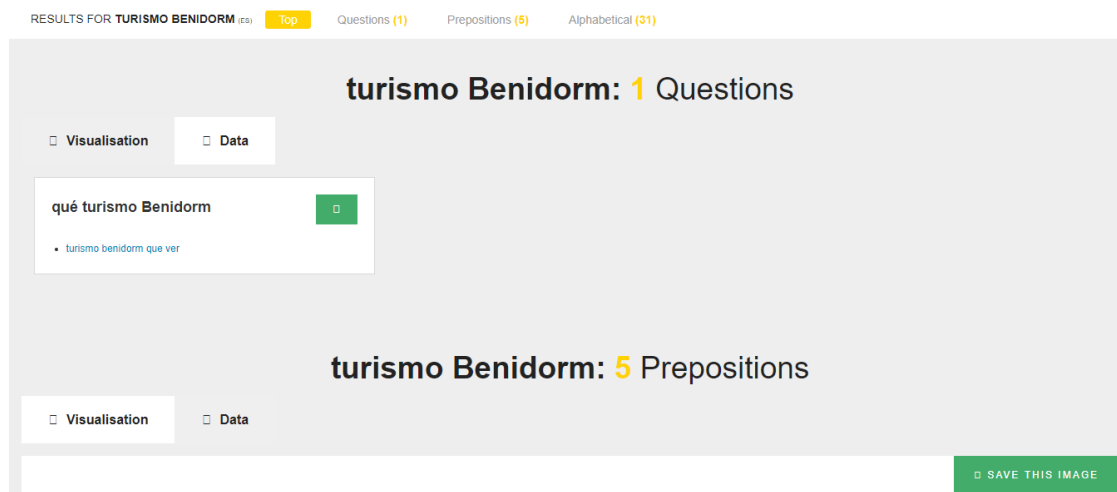 RESULTS FOR TURISMO BENIDORM (ES) Top Questions (1) Prepositions (5) Alphabetical (31)
turismo Benidorm: 1 Questions
Visualisation Data
qué turismo Benidorm
• turismo benidorm que ver
turismo Benidorm: 5 Prepositions
Visualisation Data
SAVE THIS IMAGE